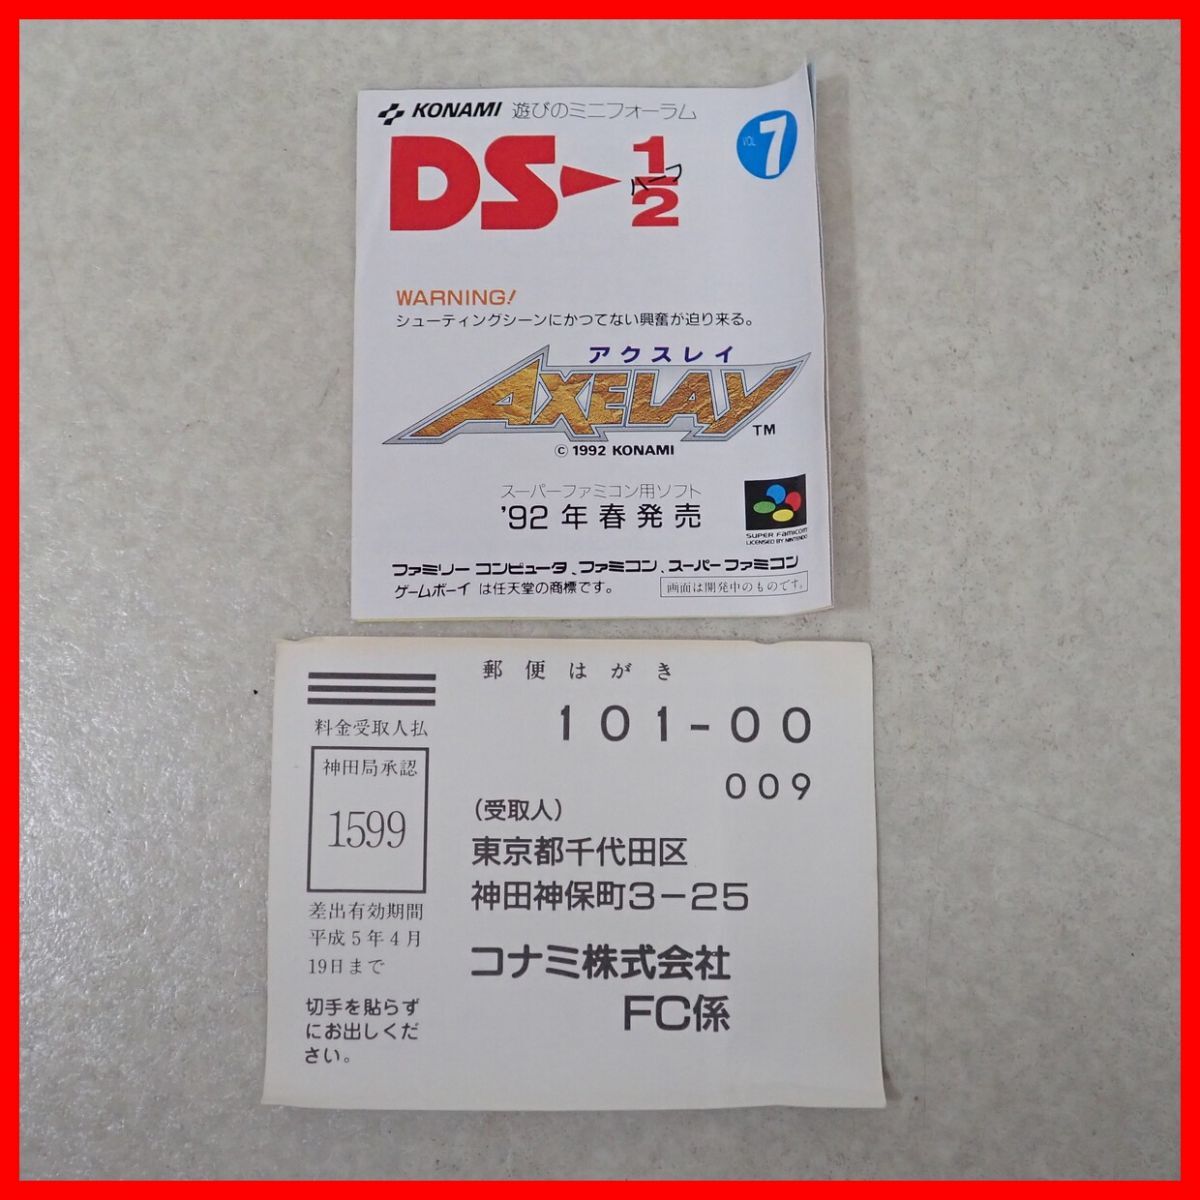 KONAMI 遊びのミニフォーラム
VOL 7
DS 1/2
ハーフ
WARNING!
シューティングシーンにかつてない興奮が迫り来る。
アクスレイ
AXELAY TM
© 1992 KONAMI
スーパーファミコン用ソフト
'92年春発売
SUPER FAMICOM
LICENSED BY NINTENDO
ファミリーコンピュータ、ファミコン、スーパーファミコン
ゲームボーイ は任天堂の商標です。
画面は開発中のものです。
郵便はがき
料金受取人払
神田局承認
1599
差出有効期間
平成5年4月
19日まで
切手を貼らず
にお出しくだ
さい。
101-00
009
(受取人)
東京都千代田区
神田神保町3-25
コナミ株式会社
FC係